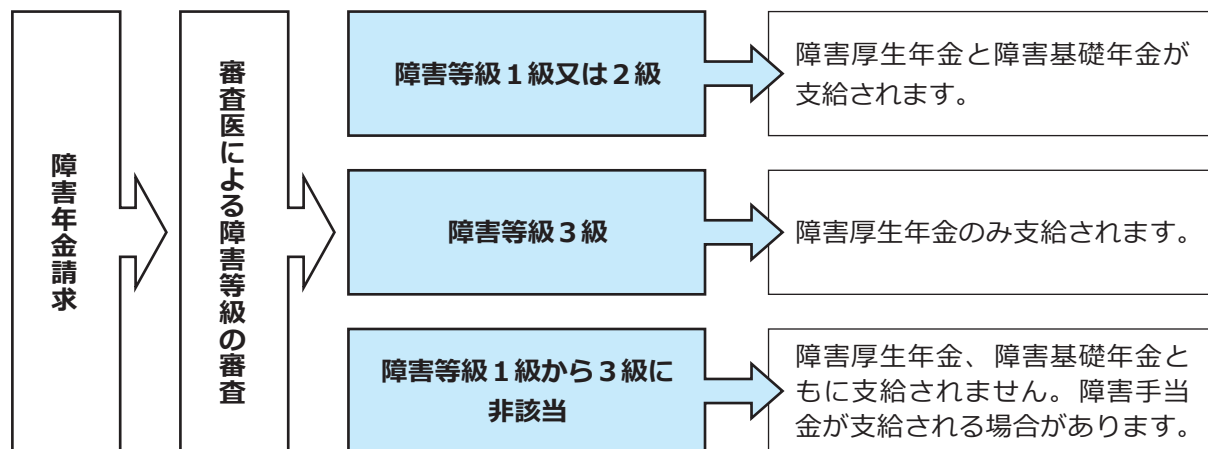 障害年金請求
審査医による障害等級の審査
障害等級１級又は２級
障害厚生年金と障害基礎年金が
支給されます。
障害等級３級
障害厚生年金のみ支給されます。
障害等級１級から３級に
非該当
障害厚生年金、障害基礎年金と
もに支給されません。障害手当
金が支給される場合があります。